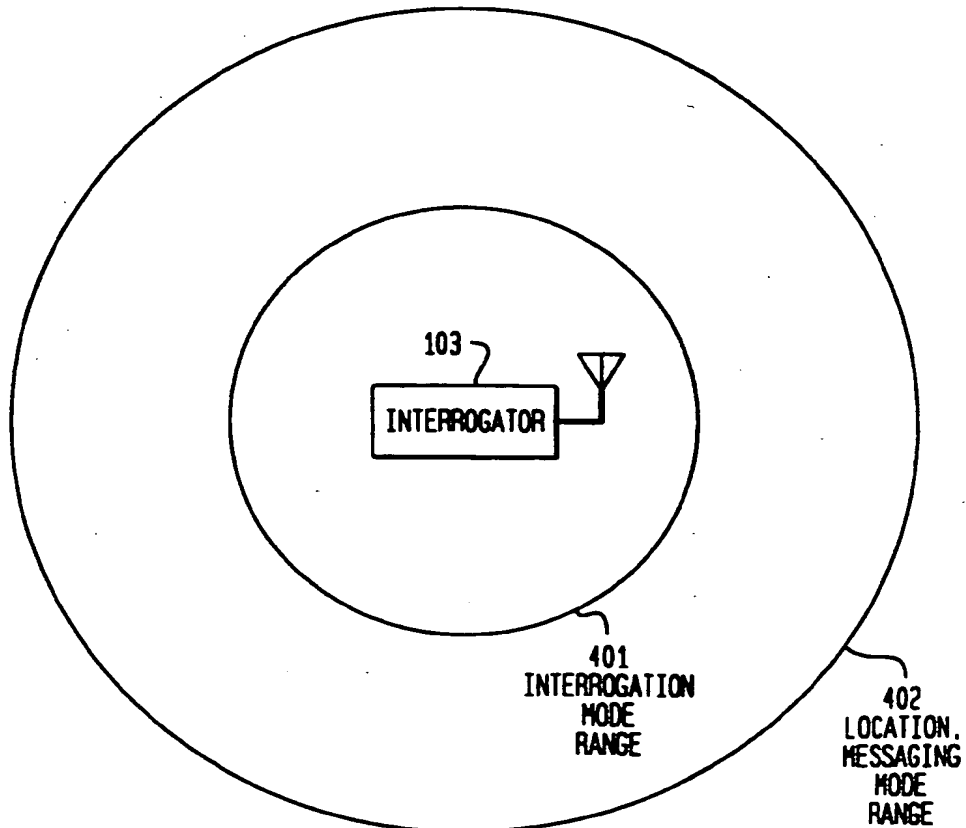 103
INTERROGATOR
401
INTERROGATION
MODE
RANGE
402
LOCATION.
MESSAGING
MODE
RANGE